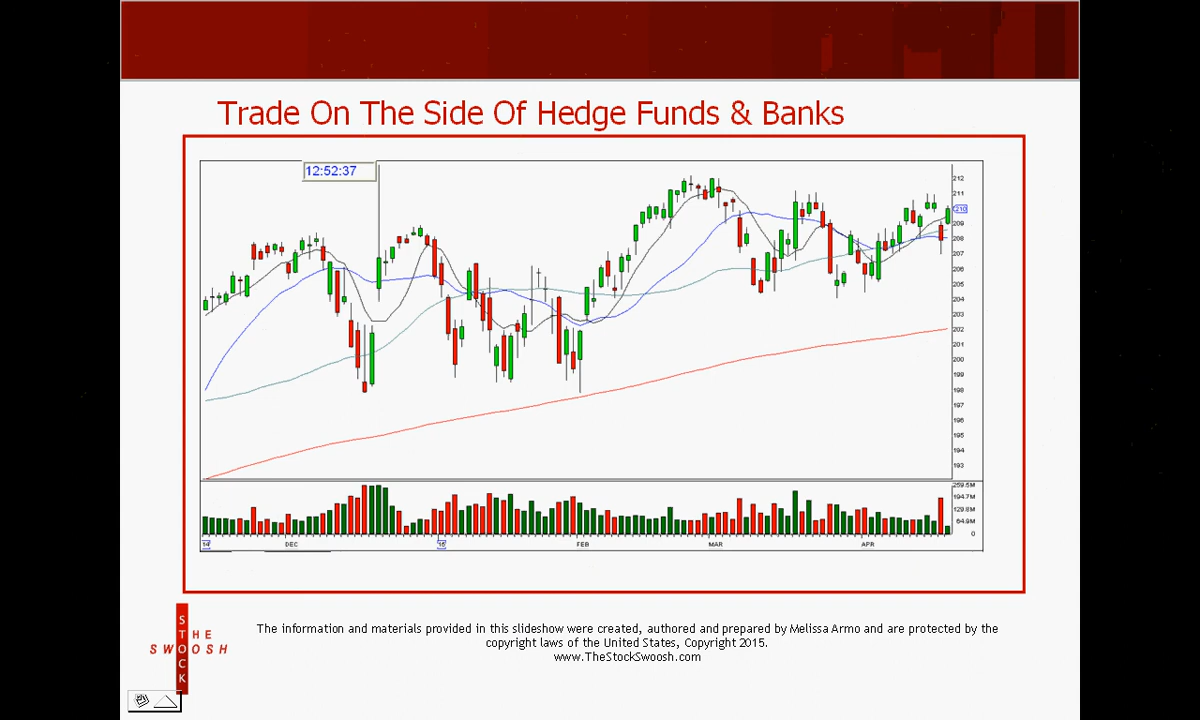 Trade On The Side Of Hedge Funds & Banks
12:52:37
212
211
210
209
208
207
206
205
204
203
202
201
200
199
198
197
196
195
194
193
259.5M
194.7M
129.8M
64.9M
0
14 DEC 15 FEB MAR APR
THE
STOCK
SWOOSH
The information and materials provided in this slideshow were created, authored and prepared by Melissa Armo and are protected by the
copyright laws of the United States, Copyright 2015.
www.TheStockSwoosh.com